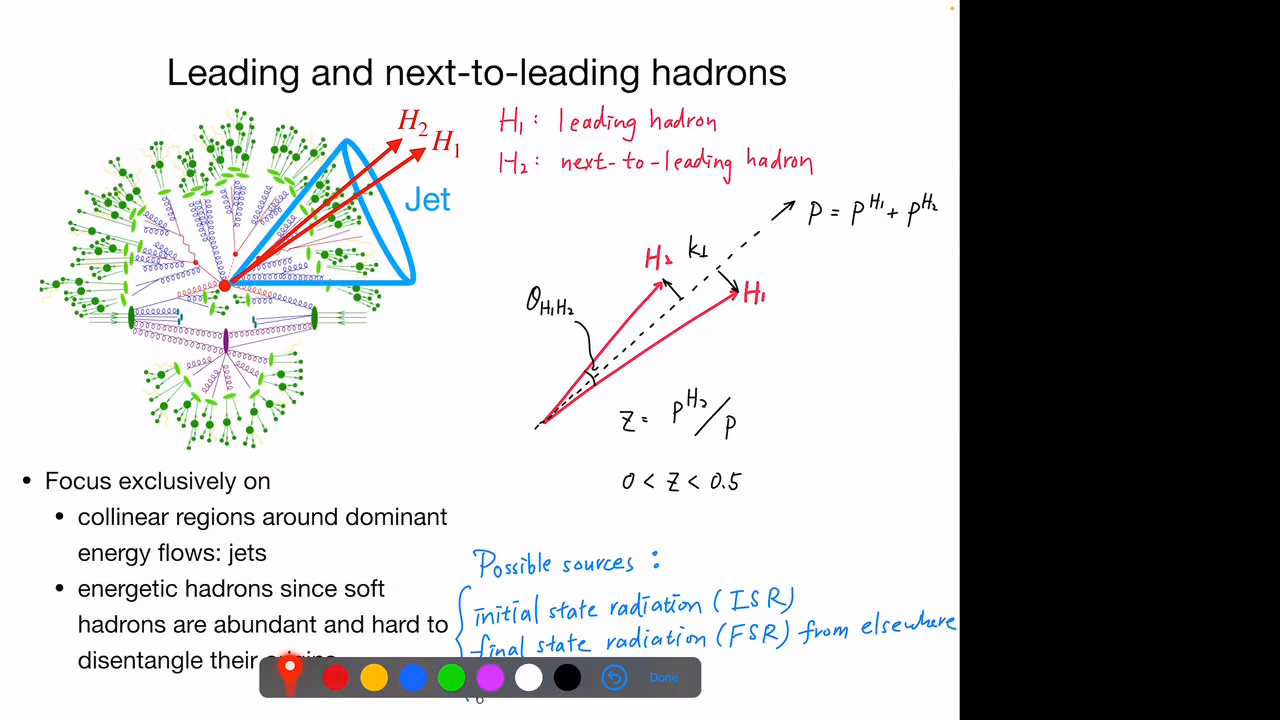 Leading and next-to-leading hadrons
H₂
H₁
Jet
H₁: leading hadron
H₂: next-to-leading hadron
P = P^H₁ + P^H₂
k⊥
H₂
H₁
θ_H₁H₂
z = P^H₂/P
0 < z < 0.5
• Focus exclusively on
• collinear regions around dominant
energy flows: jets
• energetic hadrons since soft
hadrons are abundant and hard to
disentangle their
Possible sources :
initial state radiation (ISR)
final state radiation (FSR) from elsewhere
Done
6